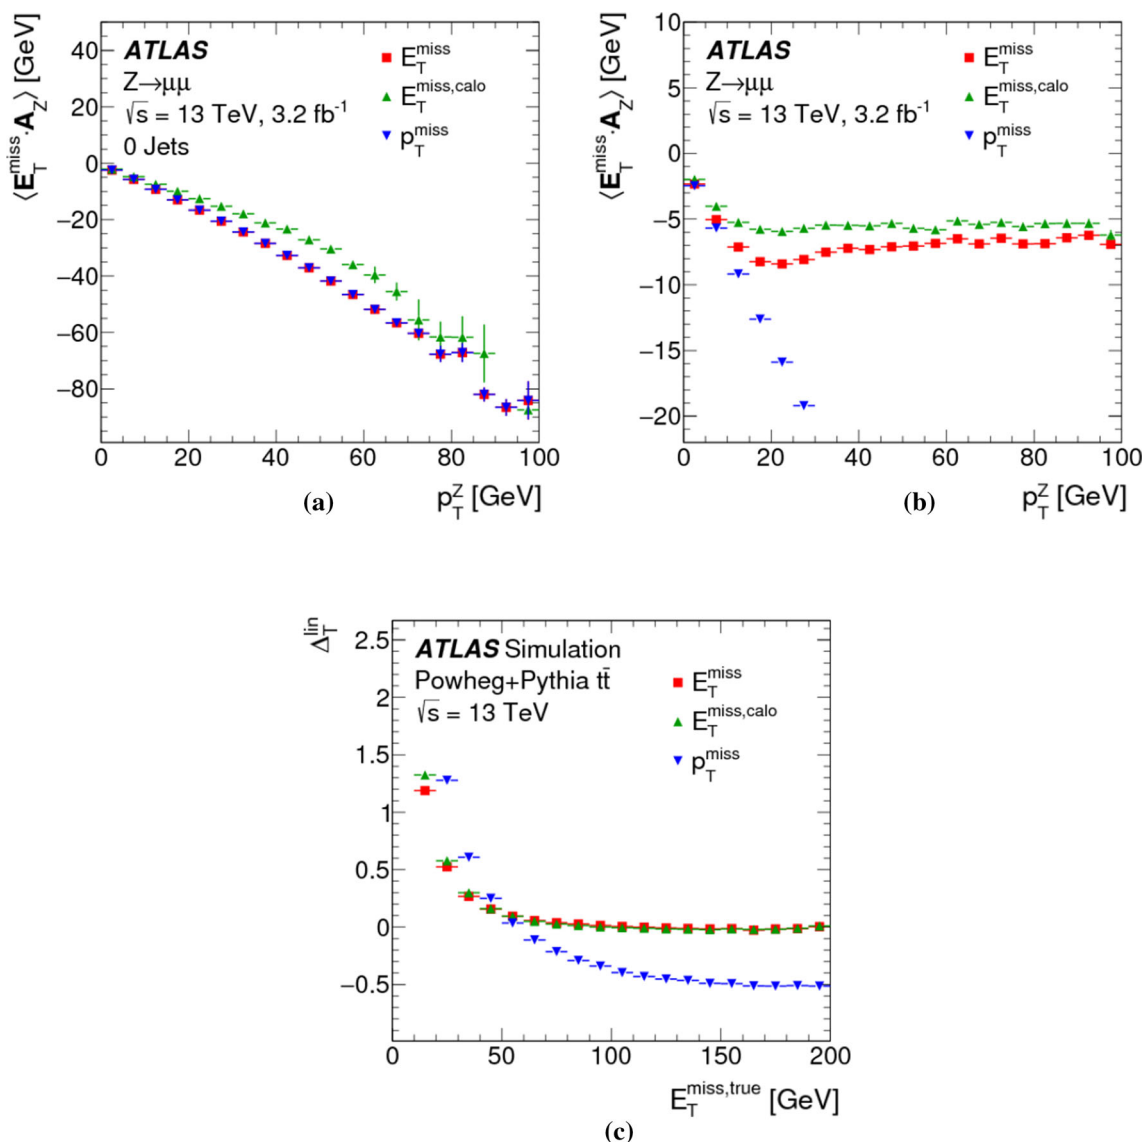 ⟨E_T^miss · A_Z⟩ [GeV]
40
20
0
−20
−40
−60
−80
ATLAS
Z→μμ
√s = 13 TeV, 3.2 fb⁻¹
0 Jets
E_T^miss
E_T^miss,calo
p_T^miss
0 20 40 60 80 100
p_T^Z [GeV]
(a)
⟨E_T^miss · A_Z⟩ [GeV]
10
5
0
−5
−10
−15
−20
ATLAS
Z→μμ
√s = 13 TeV, 3.2 fb⁻¹
E_T^miss
E_T^miss,calo
p_T^miss
0 20 40 60 80 100
p_T^Z [GeV]
(b)
Δ_T^lin
2.5
2
1.5
1
0.5
0
−0.5
ATLAS Simulation
Powheg+Pythia tt̄
√s = 13 TeV
E_T^miss
E_T^miss,calo
p_T^miss
0 50 100 150 200
E_T^miss,true [GeV]
(c)